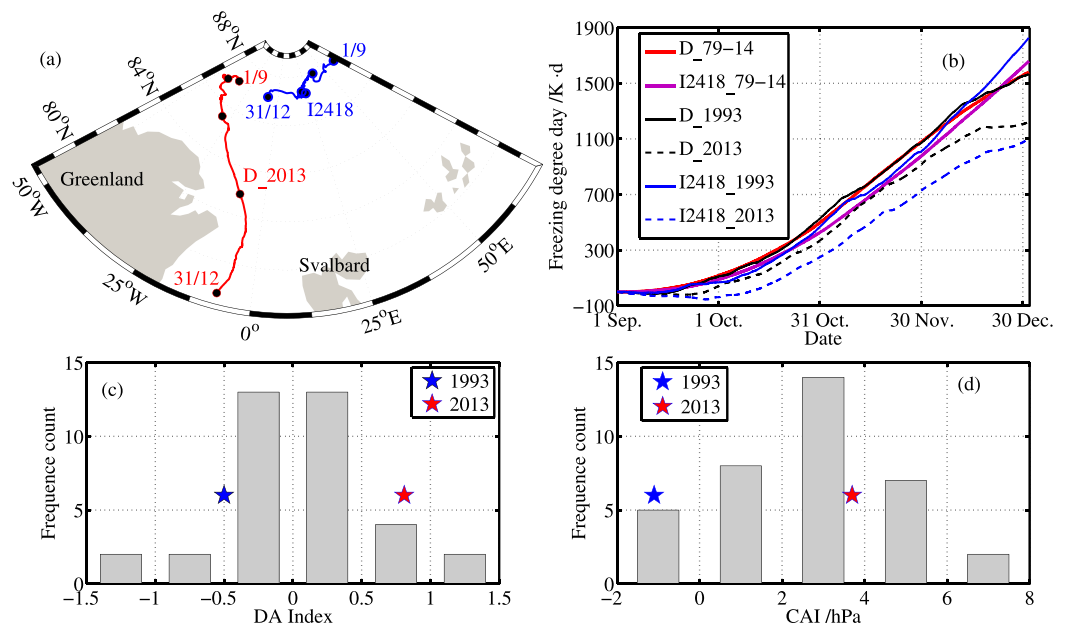 (a)
88°N
84°N
80°N
50°W
25°W
0°
25°E
50°E
1/9
1/9
31/12
I2418
D_2013
31/12
Greenland
Svalbard
(b)
Freezing degree day /K·d
1900
1500
1100
700
300
−100
1 Sep.
1 Oct.
31 Oct.
30 Nov.
30 Dec.
Date
D_79−14
I2418_79−14
D_1993
D_2013
I2418_1993
I2418_2013
(c)
Frequence count
15
10
5
0
−1.5
−1
−0.5
0
0.5
1
1.5
DA Index
1993
2013
(d)
Frequence count
15
10
5
0
−2
0
2
4
6
8
CAI /hPa
1993
2013